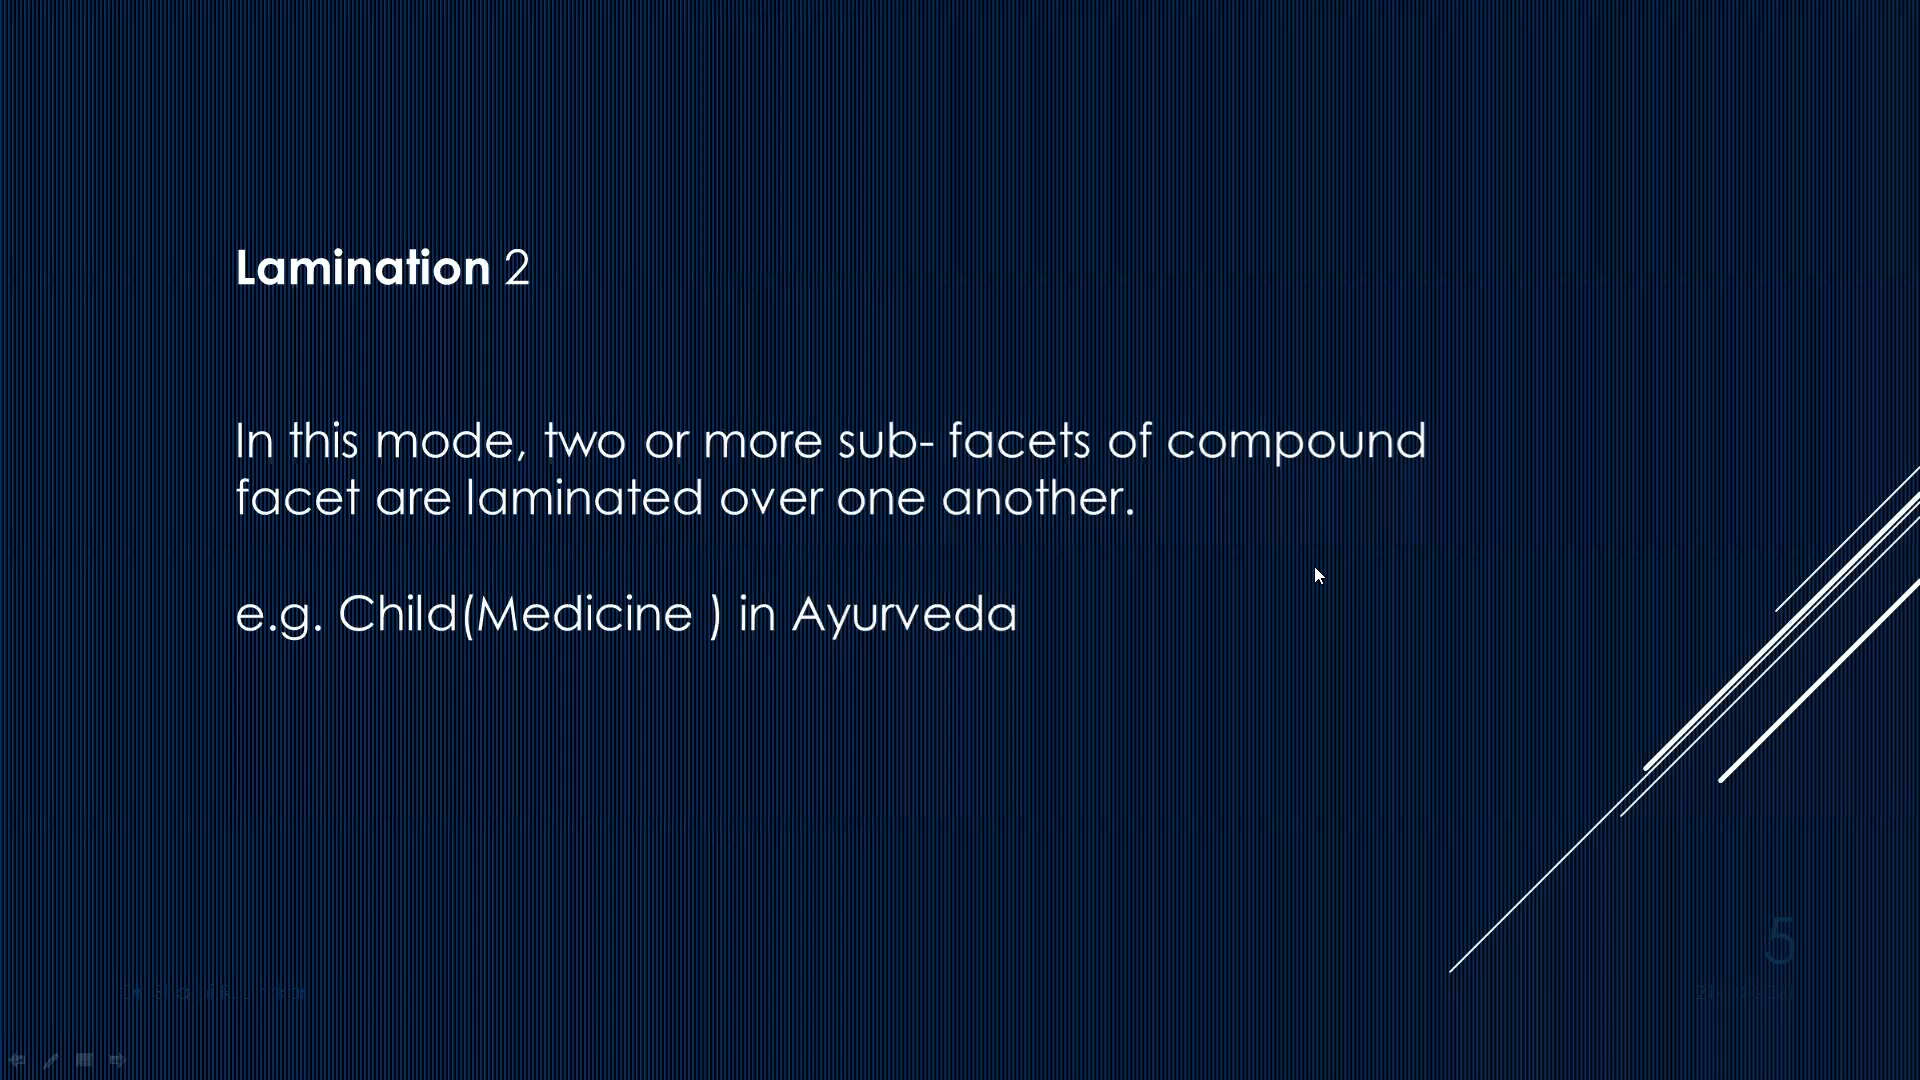 Lamination 2
In this mode, two or more sub- facets of compound
facet are laminated over one another.
e.g. Child(Medicine ) in Ayurveda
5